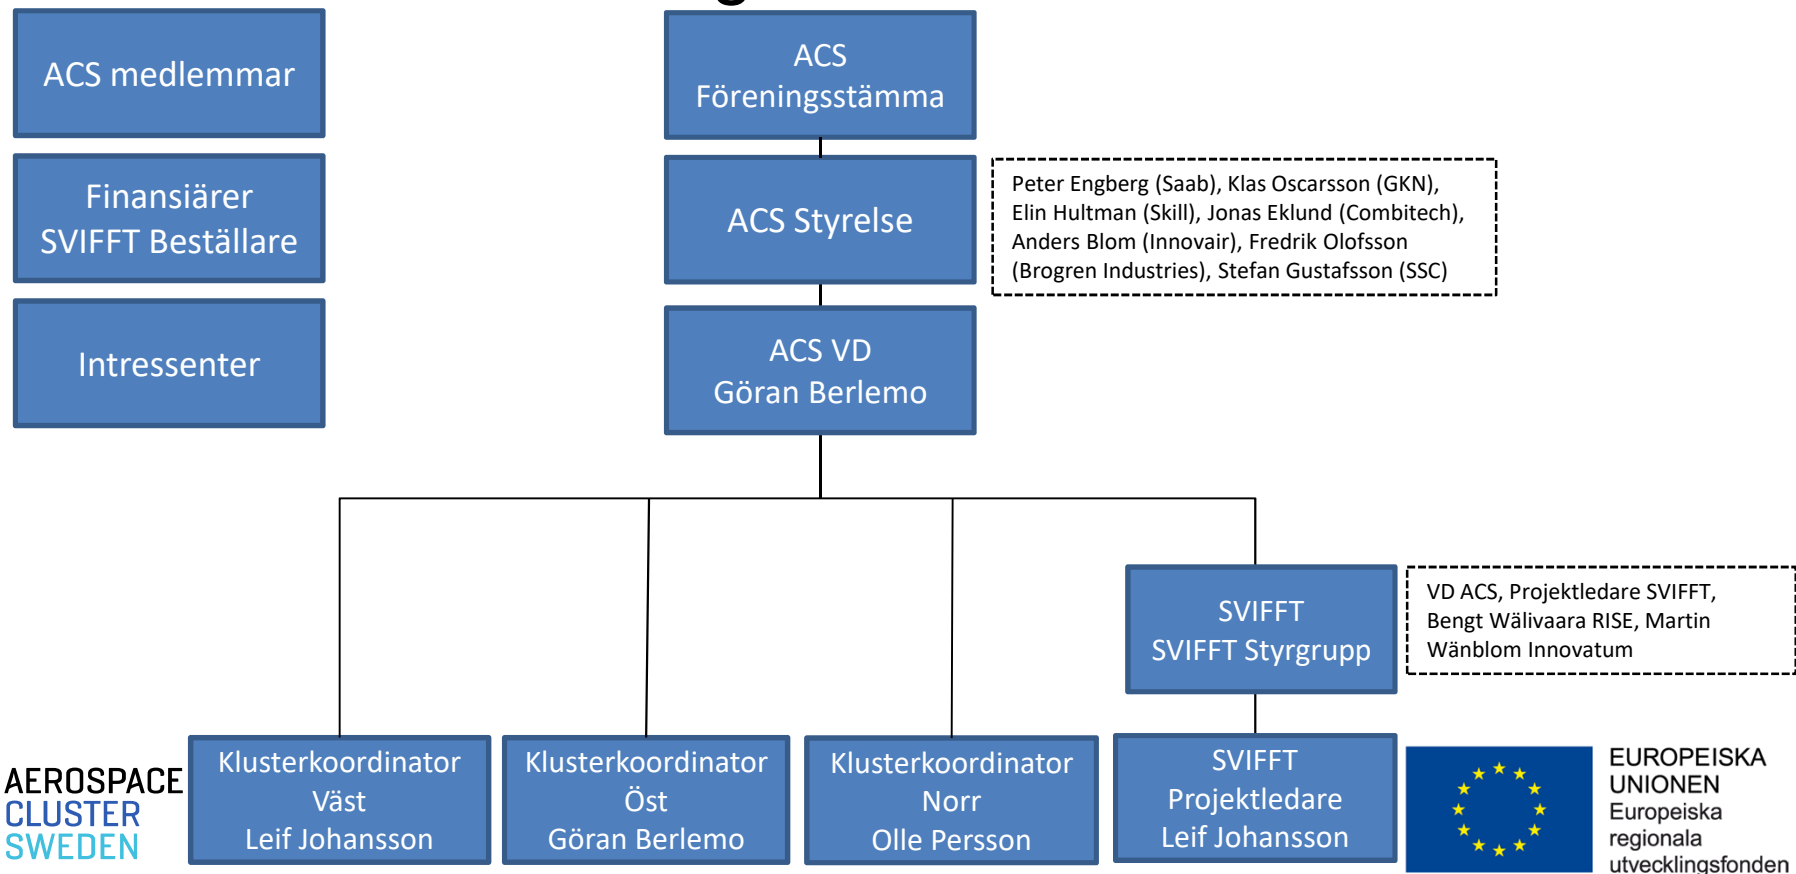 ACS medlemmar
Finansiärer
SVIFFT Beställare
Intressenter
ACS
Föreningsstämma
ACS Styrelse
Peter Engberg (Saab), Klas Oscarsson (GKN),
Elin Hultman (Skill), Jonas Eklund (Combitech),
Anders Blom (Innovair), Fredrik Olofsson
(Brogren Industries), Stefan Gustafsson (SSC)
ACS VD
Göran Berlemo
SVIFFT
SVIFFT Styrgrupp
VD ACS, Projektledare SVIFFT,
Bengt Wälivaara RISE, Martin
Wänblom Innovatum
AEROSPACE
CLUSTER
SWEDEN
Klusterkoordinator
Väst
Leif Johansson
Klusterkoordinator
Öst
Göran Berlemo
Klusterkoordinator
Norr
Olle Persson
SVIFFT
Projektledare
Leif Johansson
EUROPEISKA
UNIONEN
Europeiska
regionala
utvecklingsfonden